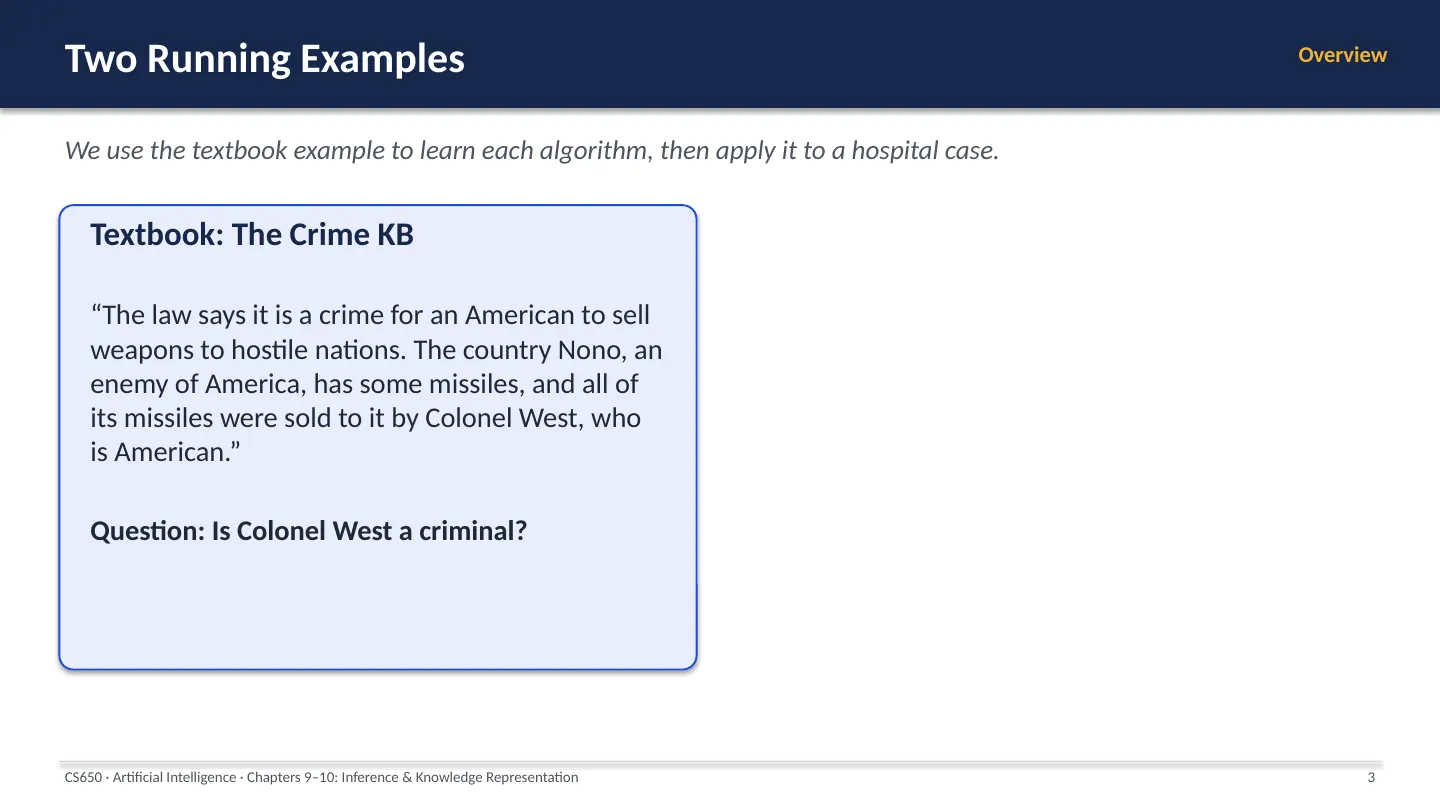 Two Running Examples
Overview
We use the textbook example to learn each algorithm, then apply it to a hospital case.
Textbook: The Crime KB
“The law says it is a crime for an American to sell
weapons to hostile nations. The country Nono, an
enemy of America, has some missiles, and all of
its missiles were sold to it by Colonel West, who
is American.”
Question: Is Colonel West a criminal?
CS650 · Artificial Intelligence · Chapters 9–10: Inference & Knowledge Representation
3